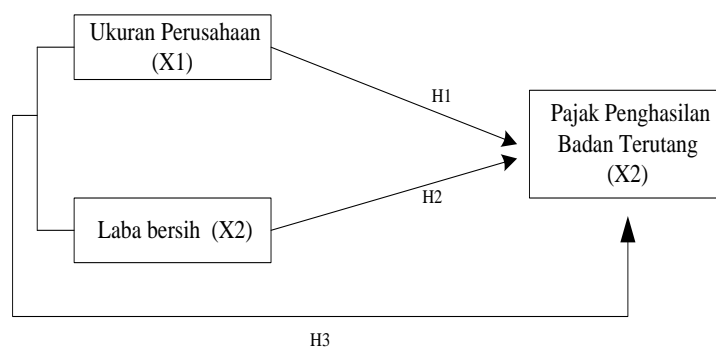 Ukuran Perusahaan
(X1)
H1
Pajak Penghasilan
Badan Terutang
(X2)
H2
Laba bersih (X2)
H3